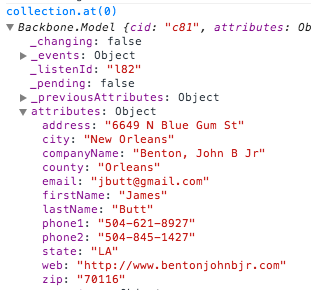 collection.at(0)
▼Backbone.Model {cid: "c81", attributes: Ob
_changing: false
▶_events: Object
_listenId: "l82"
_pending: false
▶_previousAttributes: Object
▼attributes: Object
address: "6649 N Blue Gum St"
city: "New Orleans"
companyName: "Benton, John B Jr"
county: "Orleans"
email: "jbutt@gmail.com"
firstName: "James"
lastName: "Butt"
phone1: "504-621-8927"
phone2: "504-845-1427"
state: "LA"
web: "http://www.bentonjohnbjr.com"
zip: "70116"